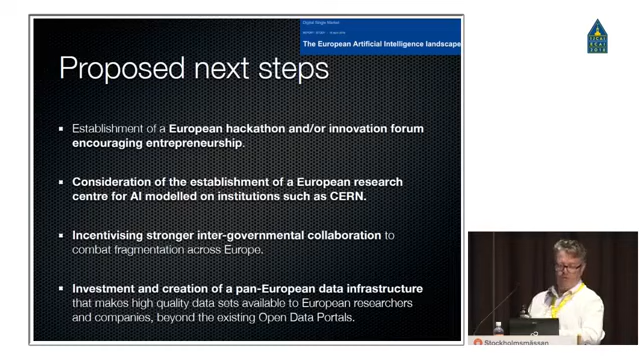 Digital Single Market
The European Artificial Intelligence landscape
Proposed next steps
Establishment of a European hackathon and/or innovation forum
encouraging entrepreneurship.
Consideration of the establishment of a European research
centre for AI modelled on institutions such as CERN.
Incentivising stronger inter-governmental collaboration to
combat fragmentation across Europe.
Investment and creation of a pan-European data infrastructure
that makes high quality data sets available to European researchers
and companies, beyond the existing Open Data Portals.
IJCAI
ECAI
2018
Stockholmsmässan